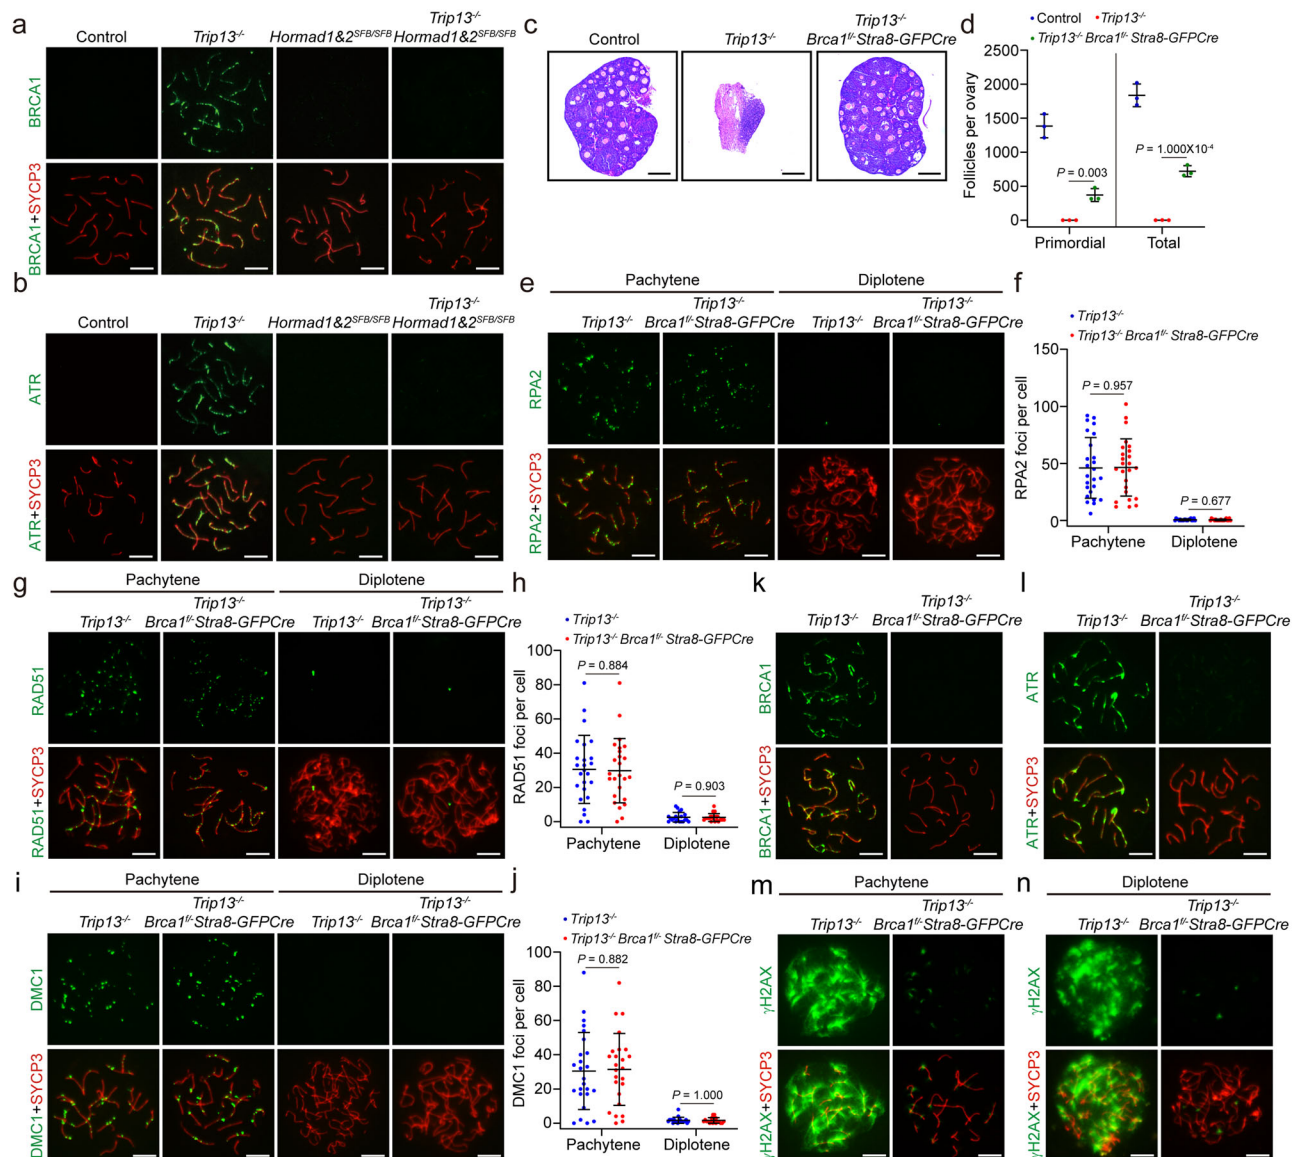 a
Control
Trip13-/-
Hormad1&2SFB/SFB
Trip13-/-
Hormad1&2SFB/SFB
BRCA1
BRCA1+SYCP3
b
Control
Trip13-/-
Hormad1&2SFB/SFB
Trip13-/-
Hormad1&2SFB/SFB
ATR
ATR+SYCP3
c
Control
Trip13-/-
Trip13-/-
Brca1f/-Stra8-GFPCre
d
Control
Trip13-/-
Trip13-/- Brca1f/-Stra8-GFPCre
Follicles per ovary
2500
2000
1500
1000
500
0
P = 0.003
P = 1.000X10-4
Primordial
Total
e
Pachytene
Diplotene
Trip13-/-
Trip13-/-
Brca1f/-Stra8-GFPCre
Trip13-/-
Trip13-/-
Brca1f/-Stra8-GFPCre
RPA2
RPA2+SYCP3
f
Trip13-/-
Trip13-/- Brca1f/- Stra8-GFPCre
RPA2 foci per cell
150
100
50
0
P = 0.957
P = 0.677
Pachytene
Diplotene
g
Pachytene
Diplotene
Trip13-/-
Trip13-/-
Brca1f/-Stra8-GFPCre
Trip13-/-
Trip13-/-
Brca1f/-Stra8-GFPCre
RAD51
RAD51+SYCP3
h
Trip13-/-
Trip13-/- Brca1f/- Stra8-GFPCre
RAD51 foci per cell
100
80
60
40
20
0
P = 0.884
P = 0.903
Pachytene
Diplotene
k
Trip13-/-
Trip13-/-
Brca1f/-Stra8-GFPCre
BRCA1
BRCA1+SYCP3
l
Trip13-/-
Trip13-/-
Brca1f/-Stra8-GFPCre
ATR
ATR+SYCP3
i
Pachytene
Diplotene
Trip13-/-
Trip13-/-
Brca1f/-Stra8-GFPCre
Trip13-/-
Trip13-/-
Brca1f/-Stra8-GFPCre
DMC1
DMC1+SYCP3
j
Trip13-/-
Trip13-/- Brca1f/- Stra8-GFPCre
DMC1 foci per cell
100
80
60
40
20
0
P = 0.882
P = 1.000
Pachytene
Diplotene
m
Pachytene
Trip13-/-
Trip13-/-
Brca1f/-Stra8-GFPCre
γH2AX
γH2AX+SYCP3
n
Diplotene
Trip13-/-
Trip13-/-
Brca1f/-Stra8-GFPCre
γH2AX
γH2AX+SYCP3